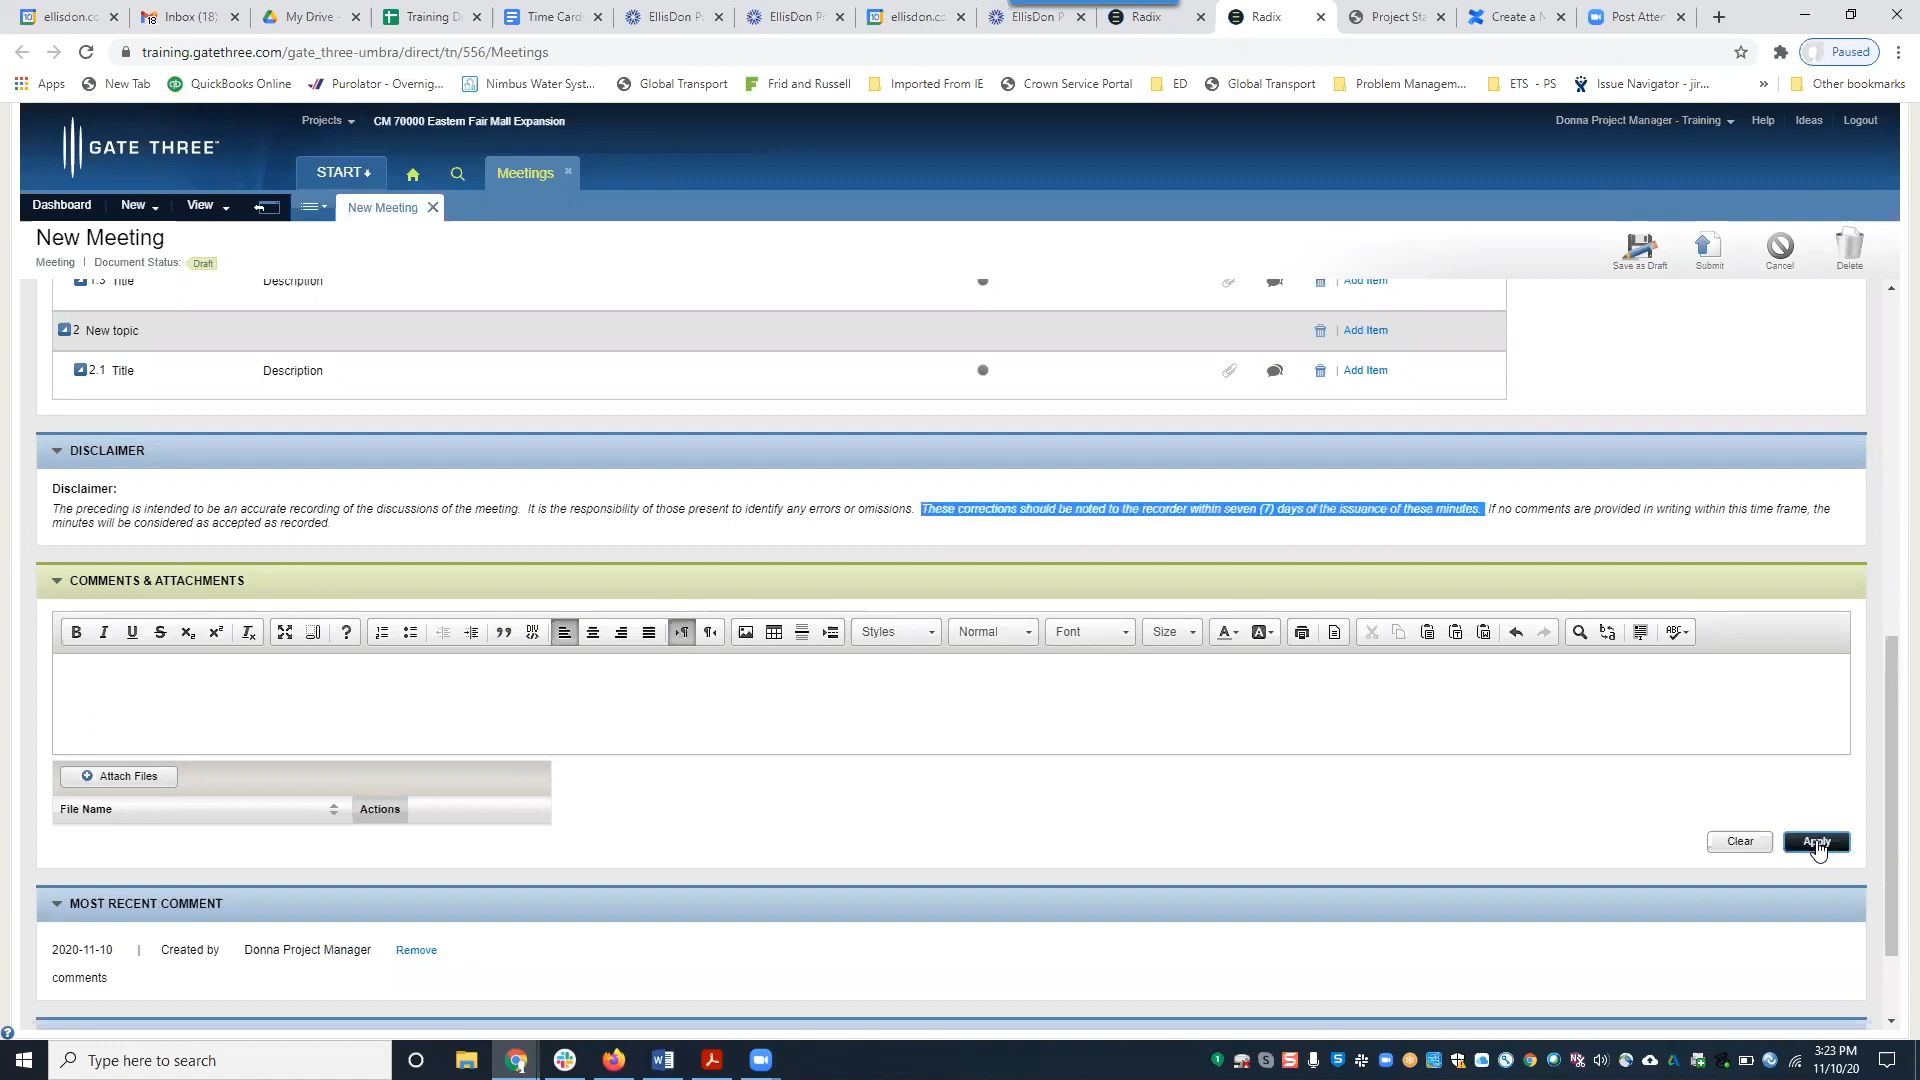 ellisdon.cc
Inbox (18)
My Drive -
Training D
Time Card
EllisDon P
EllisDon P
ellisdon.cc
EllisDon P
Radix
Radix
Project Sta
Create a N
Post Atten
training.gatethree.com/gate_three-umbra/direct/tn/556/Meetings
Paused
Apps
New Tab
QuickBooks Online
Purolator - Overnig...
Nimbus Water Syst...
Global Transport
Frid and Russell
Imported From IE
Crown Service Portal
ED
Global Transport
Problem Managem...
ETS - PS
Issue Navigator - jir...
»
Other bookmarks
Projects
CM 70000 Eastern Fair Mall Expansion
Donna Project Manager - Training
Help
Ideas
Logout
GATE THREE
START
Meetings
Dashboard
New
View
New Meeting
New Meeting
Meeting | Document Status: Draft
Save as Draft
Submit
Cancel
Delete
1.3 Title Description | Add Item
2 New topic | Add Item
2.1 Title Description | Add Item
DISCLAIMER
Disclaimer:
The preceding is intended to be an accurate recording of the discussions of the meeting. It is the responsibility of those present to identify any errors or omissions. These corrections should be noted to the recorder within seven (7) days of the issuance of these minutes. If no comments are provided in writing within this time frame, the
minutes will be considered as accepted as recorded.
COMMENTS & ATTACHMENTS
Styles
Normal
Font
Size
Attach Files
File Name
Actions
Clear
Apply
MOST RECENT COMMENT
2020-11-10 | Created by Donna Project Manager Remove
comments
Type here to search
3:23 PM
11/10/20